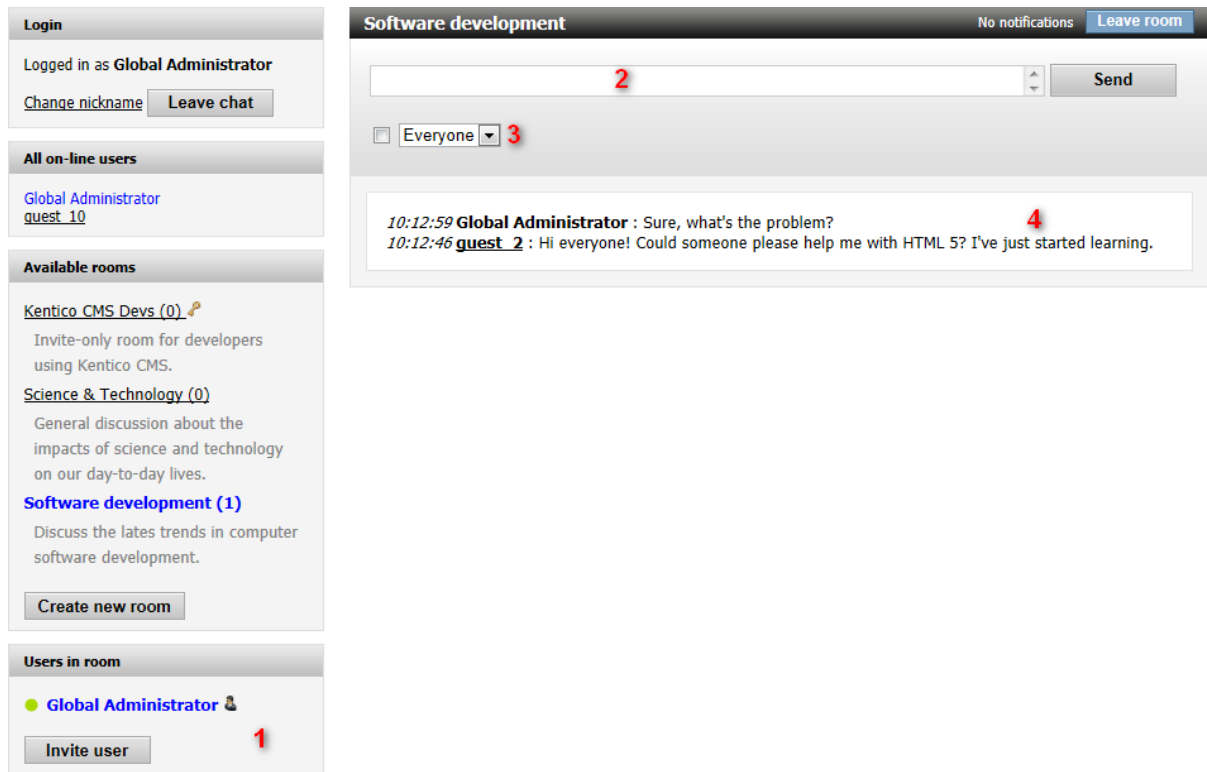 Login
Logged in as Global Administrator
Change nickname Leave chat
All on-line users
Global Administrator
guest_10
Available rooms
Kentico CMS Devs (0)
Invite-only room for developers
using Kentico CMS.
Science & Technology (0)
General discussion about the
impacts of science and technology
on our day-to-day lives.
Software development (1)
Discuss the lates trends in computer
software development.
Create new room
Users in room
Global Administrator
Invite user 1
Software development No notifications Leave room
2 Send
Everyone 3
4
10:12:59 Global Administrator : Sure, what's the problem?
10:12:46 guest_2 : Hi everyone! Could someone please help me with HTML 5? I've just started learning.